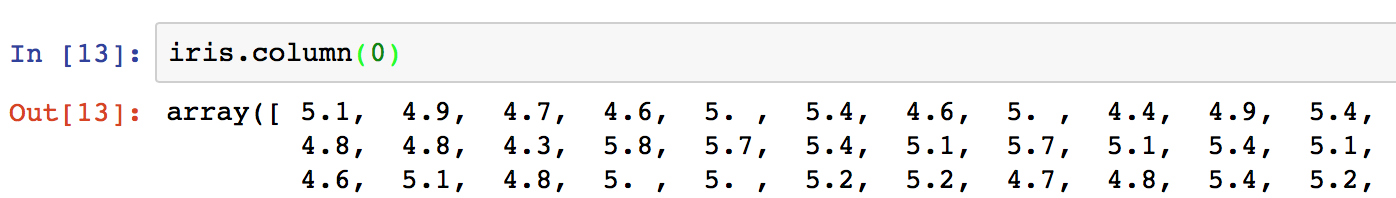 In [13]: iris.column(0)
Out[13]: array([ 5.1,  4.9,  4.7,  4.6,  5. ,  5.4,  4.6,  5. ,  4.4,  4.9,  5.4,
4.8,  4.8,  4.3,  5.8,  5.7,  5.4,  5.1,  5.7,  5.1,  5.4,  5.1,
4.6,  5.1,  4.8,  5. ,  5. ,  5.2,  5.2,  4.7,  4.8,  5.4,  5.2,